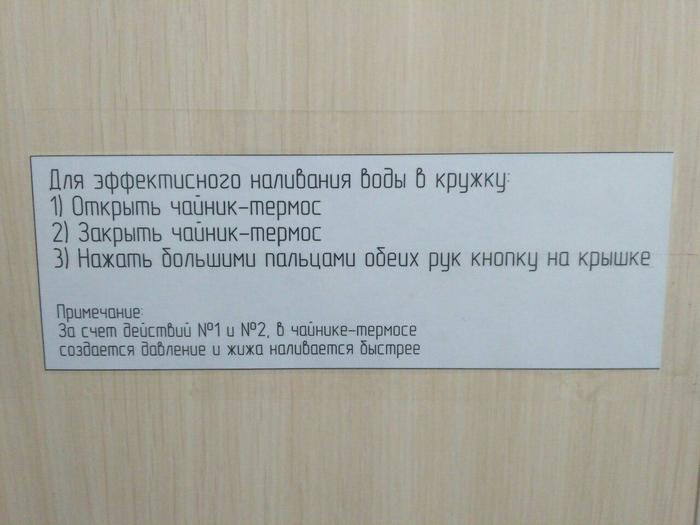 Для эффектисного наливания воды в кружку:
1) Открыть чайник-термос
2) Закрыть чайник-термос
3) Нажать большими пальцами обеих рук кнопку на крышке
Примечание:
За счет действий №1 и №2, в чайнике-термосе
создается давление и жижа наливается быстрее